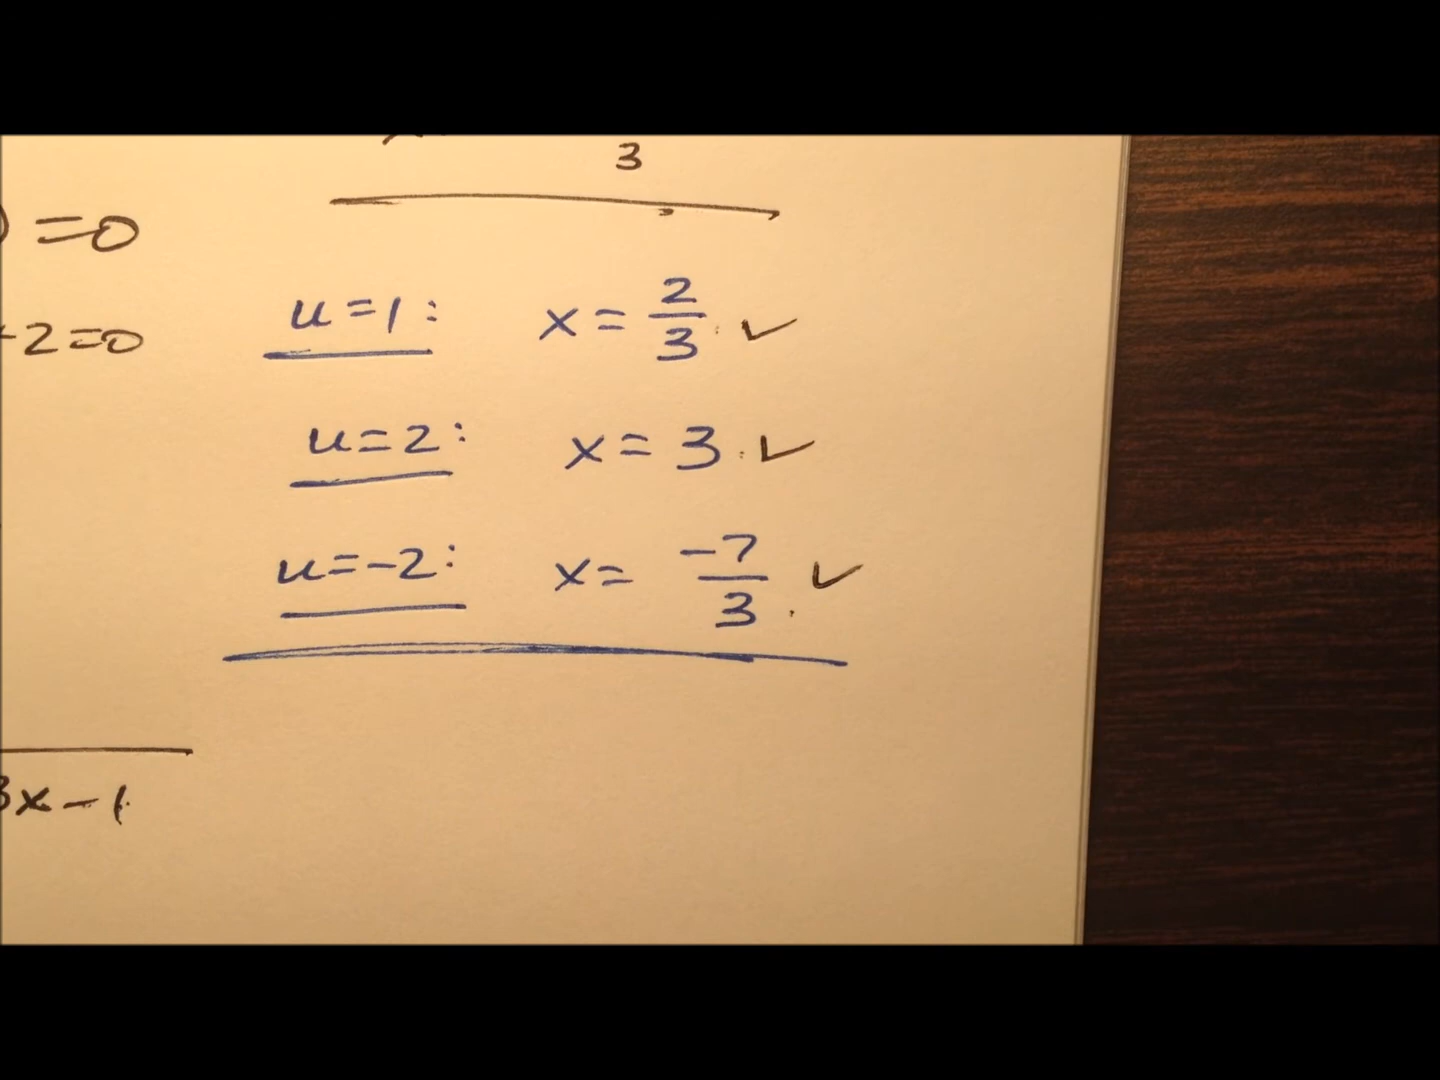 3
) =0
-2=0
u=1: x= 2/3. ✓
u=2: x= 3. ✓
u=-2: x= -7/3. ✓
3x-1